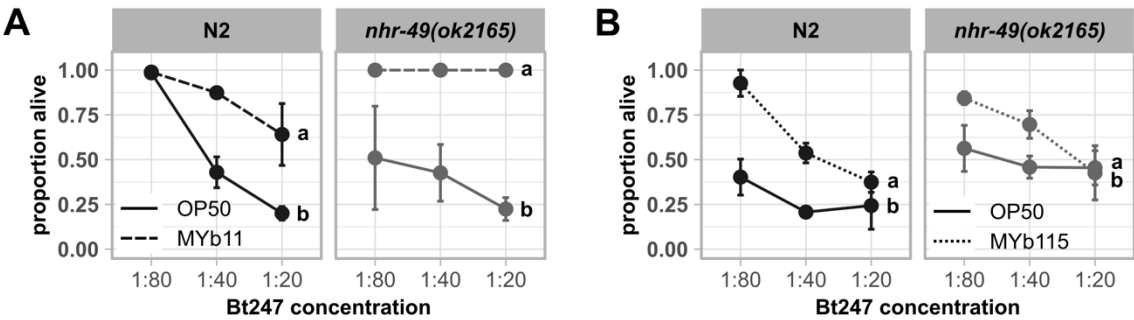 A
N2
nhr-49(ok2165)
proportion alive
1.00
0.75
0.50
0.25
0.00
a
b
OP50
MYb11
a
b
1:80 1:40 1:20
1:80 1:40 1:20
Bt247 concentration
B
N2
nhr-49(ok2165)
proportion alive
1.00
0.75
0.50
0.25
0.00
a
b
a
b
OP50
MYb115
1:80 1:40 1:20
1:80 1:40 1:20
Bt247 concentration